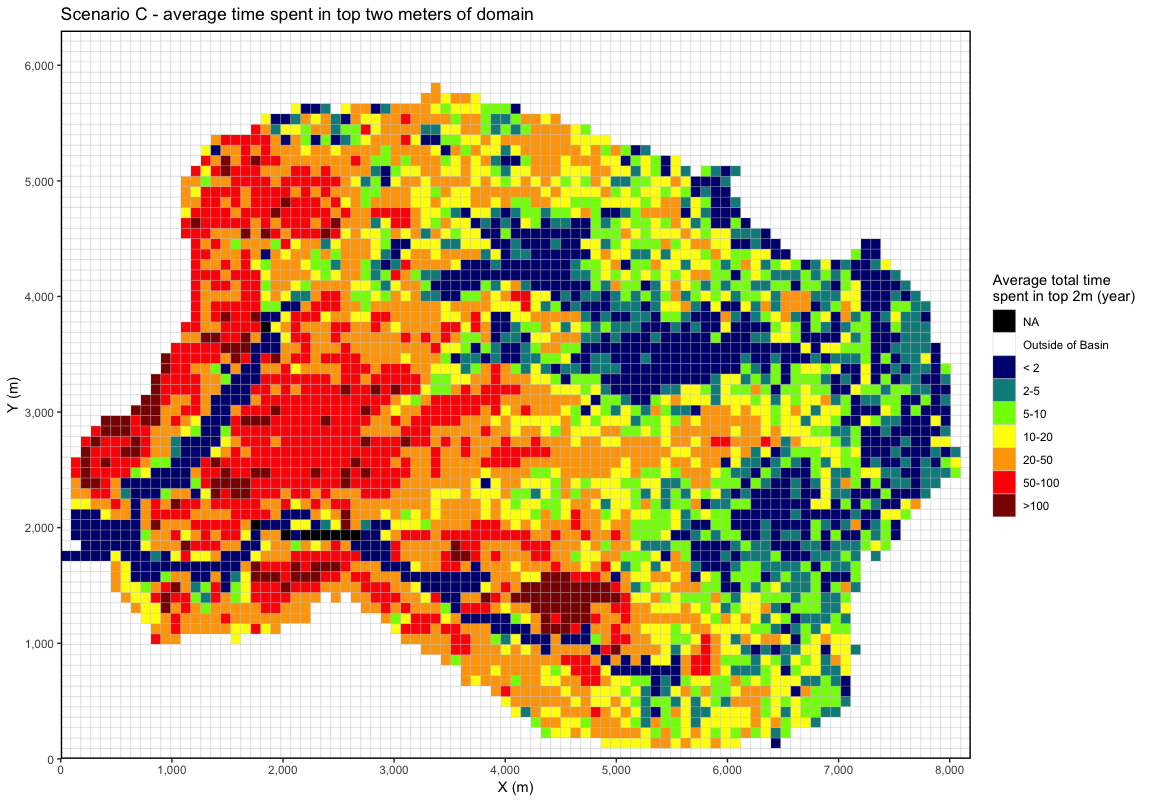 Scenario C - average time spent in top two meters of domain
6,000
5,000
4,000
3,000
2,000
1,000
0
Y (m)
0 1,000 2,000 3,000 4,000 5,000 6,000 7,000 8,000
X (m)
Average total time
spent in top 2m (year)
NA
Outside of Basin
< 2
2-5
5-10
10-20
20-50
50-100
>100